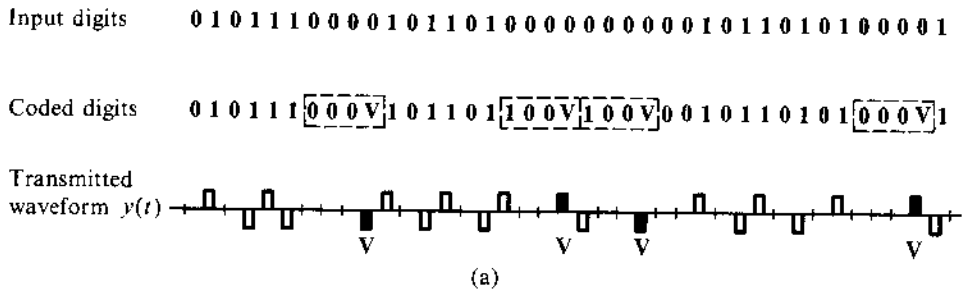 Input digits 0 1 0 1 1 1 0 0 0 0 1 0 1 1 0 1 0 0 0 0 0 0 0 0 0 0 1 0 1 1 0 1 0 1 0 0 0 0 1
Coded digits 0 1 0 1 1 1 0 0 0 V 1 0 1 1 0 1 1 0 0 V 1 0 0 V 0 0 1 0 1 1 0 1 0 1 0 0 0 V 1
Transmitted
waveform y(t)
V V V V
(a)